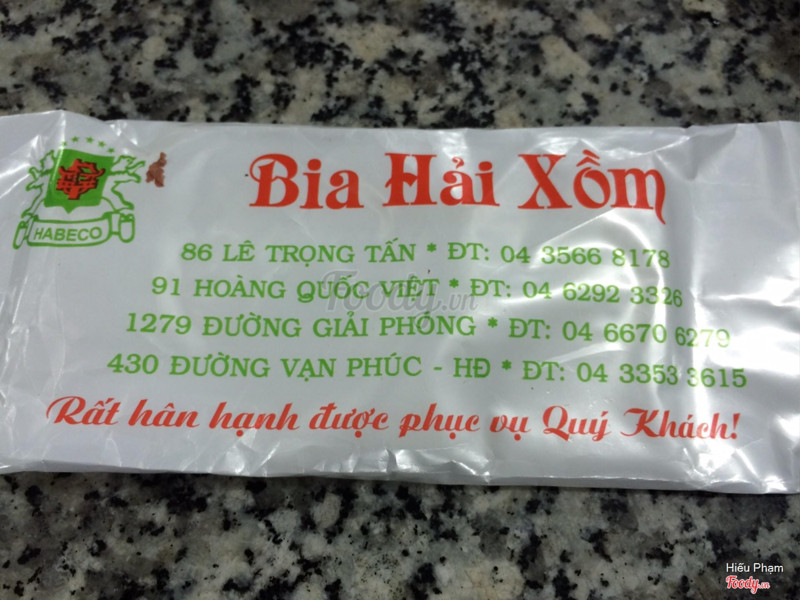 Bia Hải Xồm
HABECO
86 LÊ TRỌNG TẤN * ĐT: 04 3566 8178
91 HOÀNG QUỐC VIỆT * ĐT: 04 6292 3326
Foody.vn
1279 ĐƯỜNG GIẢI PHÓNG * ĐT: 04 6670 6279
430 ĐƯỜNG VẠN PHÚC - HĐ * ĐT: 04 3353 3615
Rất hân hạnh được phục vụ Quý Khách!
Hiếu Phạm
Foody.vn